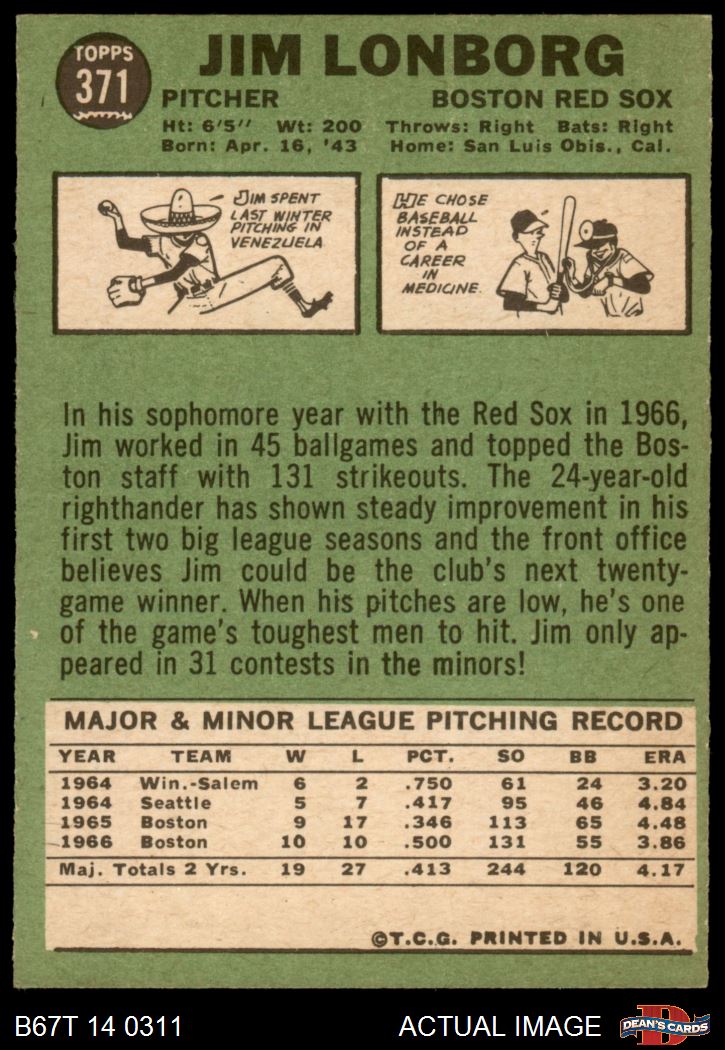 TOPPS
371
JIM LONBORG
PITCHER BOSTON RED SOX
Ht: 6'5" Wt: 200 Throws: Right Bats: Right
Born: Apr. 16, '43 Home: San Luis Obis., Cal.
JIM SPENT
LAST WINTER
PITCHING IN
VENEZUELA
HE CHOSE
BASEBALL
INSTEAD
OF A
CAREER
IN
MEDICINE.
In his sophomore year with the Red Sox in 1966,
Jim worked in 45 ballgames and topped the Bos-
ton staff with 131 strikeouts. The 24-year-old
righthander has shown steady improvement in his
first two big league seasons and the front office
believes Jim could be the club's next twenty-
game winner. When his pitches are low, he's one
of the game's toughest men to hit. Jim only ap-
peared in 31 contests in the minors!
MAJOR & MINOR LEAGUE PITCHING RECORD
YEAR TEAM W L PCT. SO BB ERA
1964 Win.-Salem 6 2 .750 61 24 3.20
1964 Seattle 5 7 .417 95 46 4.84
1965 Boston 9 17 .346 113 65 4.48
1966 Boston 10 10 .500 131 55 3.86
Maj. Totals 2 Yrs. 19 27 .413 244 120 4.17
©T.C.G. PRINTED IN U.S.A.
B67T 14 0311 ACTUAL IMAGE
D
DEAN'S CARDS